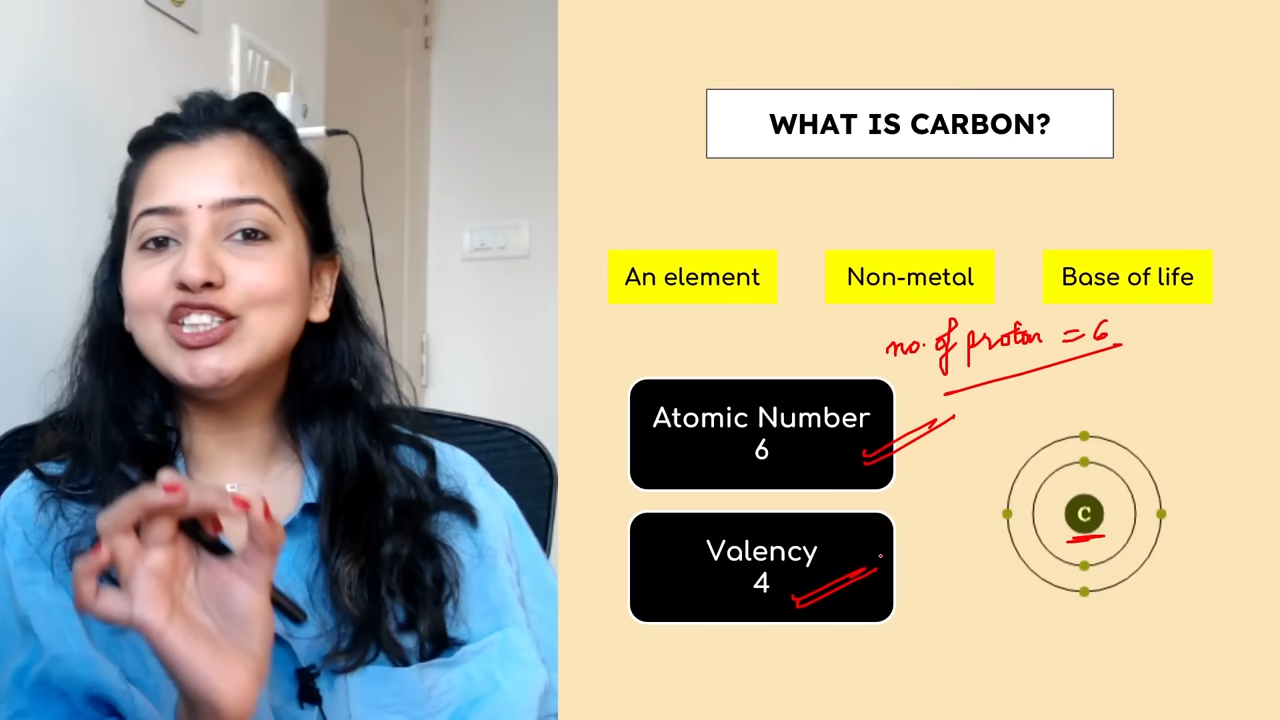 WHAT IS CARBON?
An element
Non-metal
Base of life
no. of proton = 6
Atomic Number
6
Valency
4
C